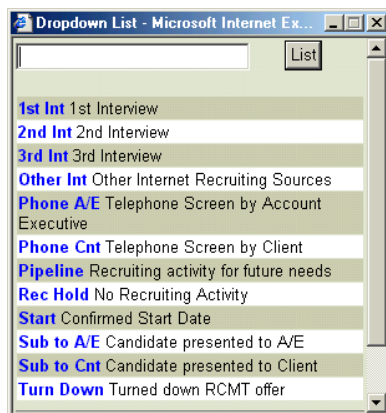 Dropdown List - Microsoft Internet Ex...
List
1st Int 1st Interview
2nd Int 2nd Interview
3rd Int 3rd Interview
Other Int Other Internet Recruiting Sources
Phone A/E Telephone Screen by Account
Executive
Phone Cnt Telephone Screen by Client
Pipeline Recruiting activity for future needs
Rec Hold No Recruiting Activity
Start Confirmed Start Date
Sub to A/E Candidate presented to A/E
Sub to Cnt Candidate presented to Client
Turn Down Turned down RCMT offer